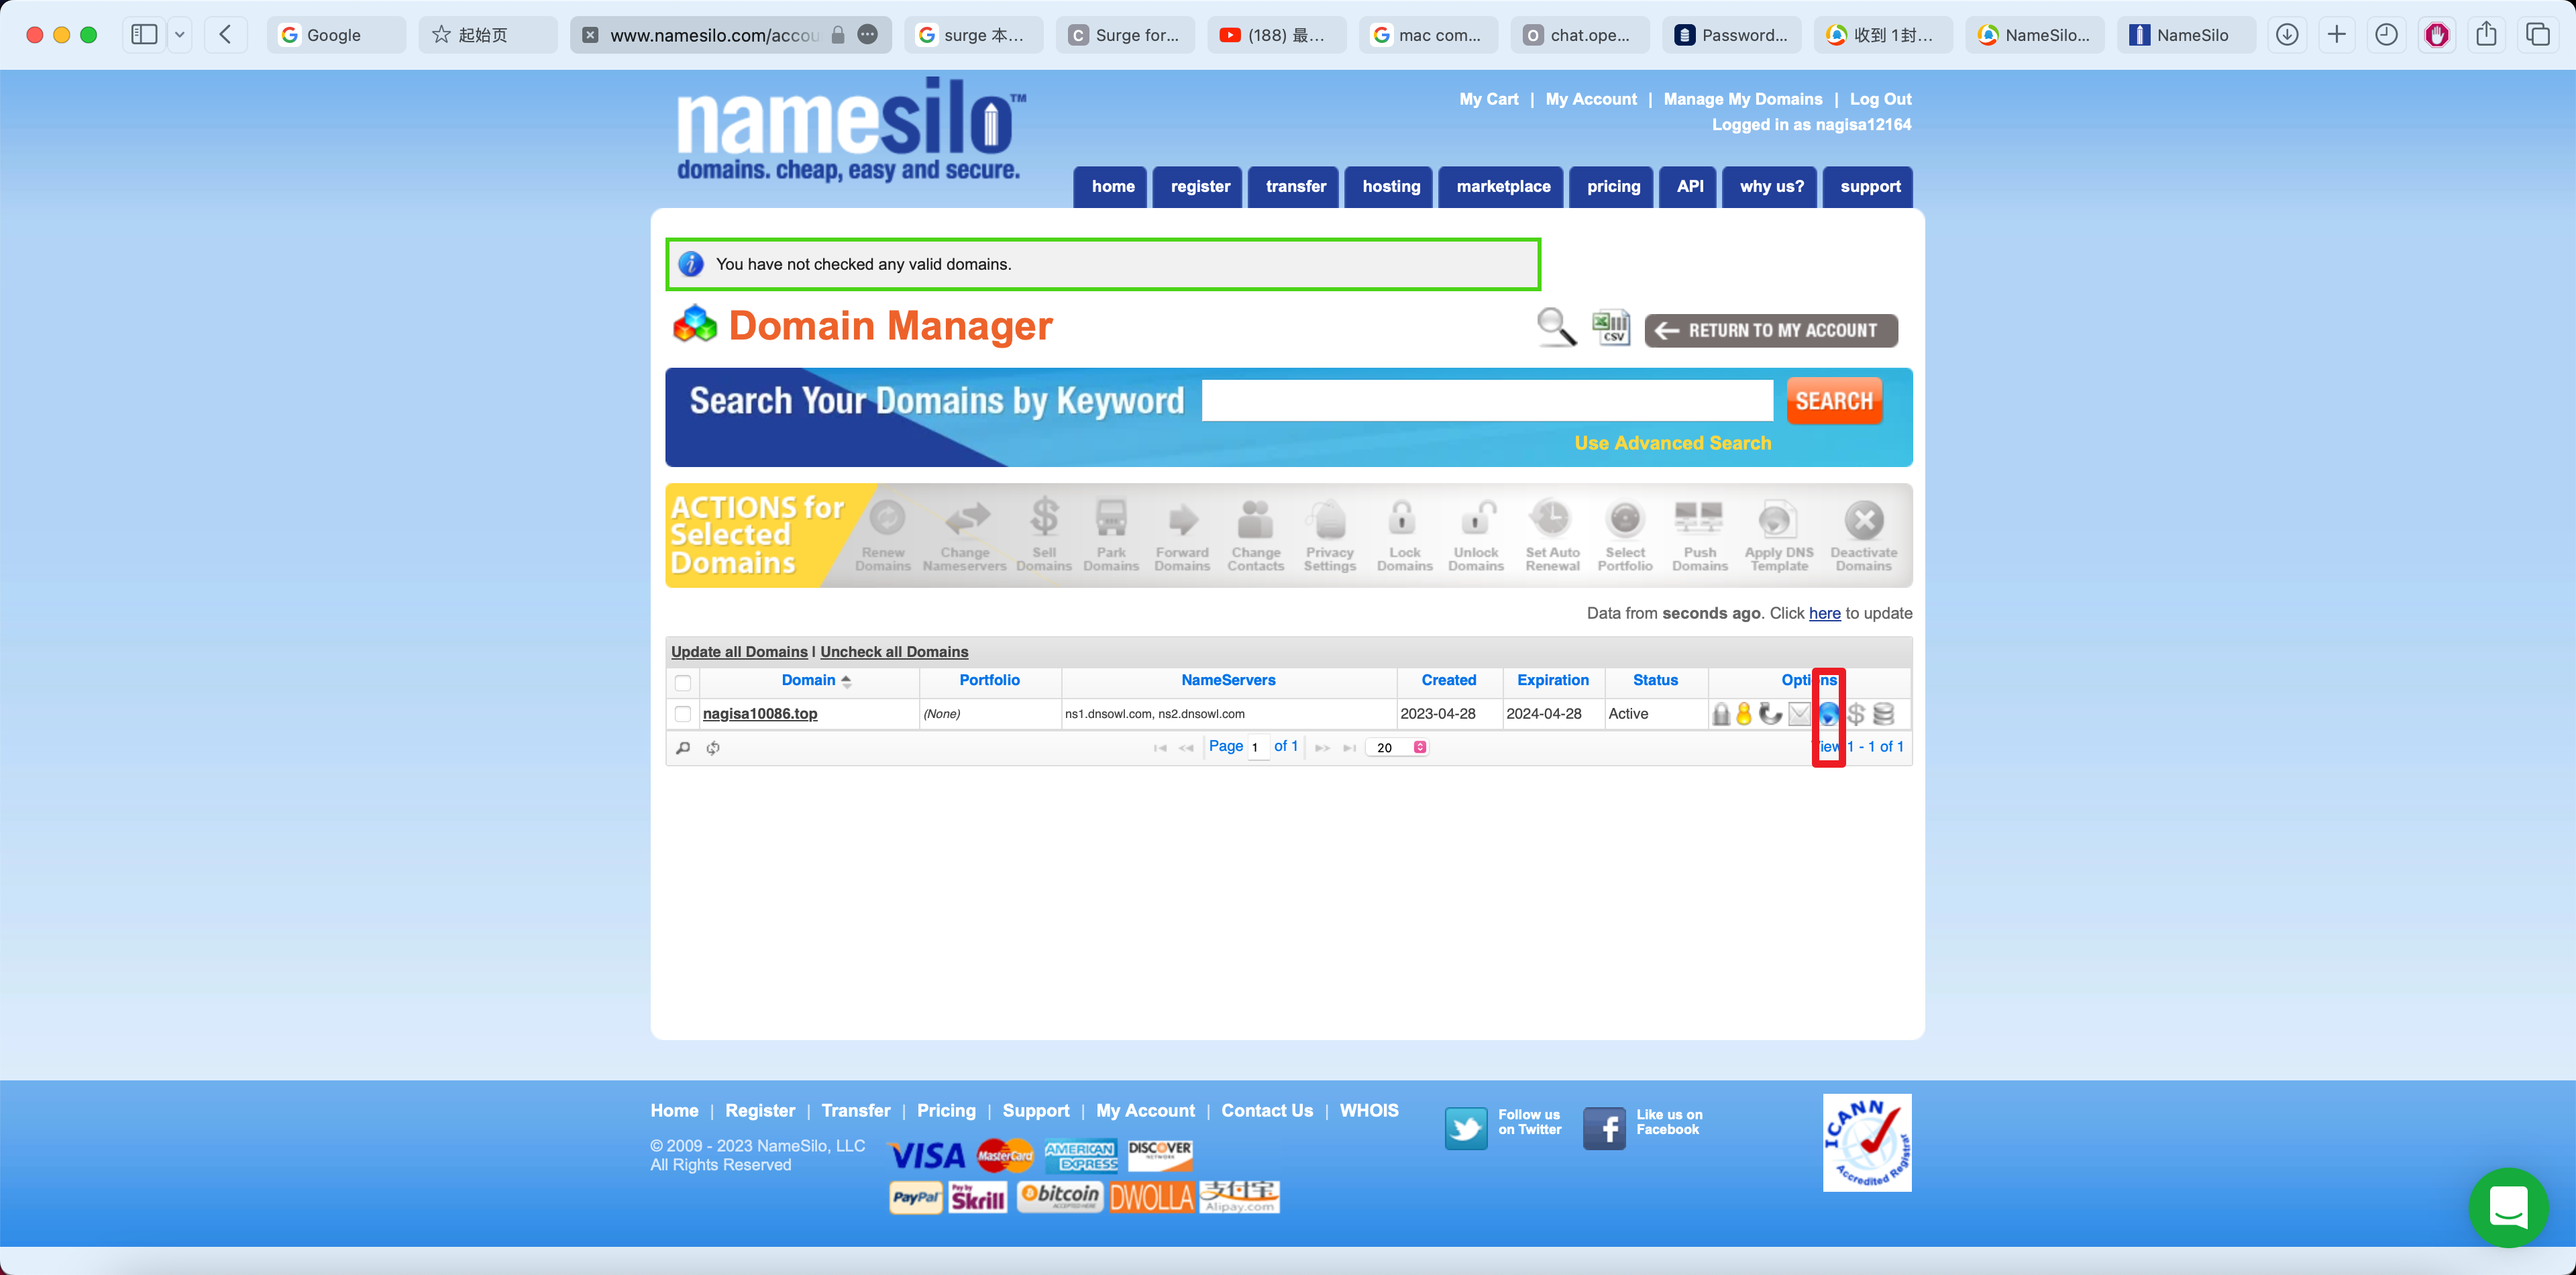 Google
起始页
www.namesilo.com/accou
surge 本...
Surge for...
(188) 最...
mac com...
chat.ope...
Password...
收到 1封...
NameSilo...
NameSilo
namesilo™
domains. cheap, easy and secure.
My Cart | My Account | Manage My Domains | Log Out
Logged in as nagisa12164
home register transfer hosting marketplace pricing API why us? support
You have not checked any valid domains.
Domain Manager
CSV
RETURN TO MY ACCOUNT
Search Your Domains by Keyword
SEARCH
Use Advanced Search
ACTIONS for
Selected
Domains
Renew Domains
Change Nameservers
Sell Domains
Park Domains
Forward Domains
Change Contacts
Privacy Settings
Lock Domains
Unlock Domains
Set Auto Renewal
Select Portfolio
Push Domains
Apply DNS Template
Deactivate Domains
Data from seconds ago. Click here to update
Update all Domains | Uncheck all Domains
Domain Portfolio NameServers Created Expiration Status Options
nagisa10086.top (None) ns1.dnsowl.com, ns2.dnsowl.com 2023-04-28 2024-04-28 Active
Page 1 of 1 20 View 1 - 1 of 1
Home | Register | Transfer | Pricing | Support | My Account | Contact Us | WHOIS
© 2009 - 2023 NameSilo, LLC
All Rights Reserved
VISA MasterCard AMERICAN EXPRESS DISCOVER NETWORK
PayPal Pay by Skrill bitcoin ACCEPTED HERE DWOLLA 支付宝 Alipay.com
Follow us
on Twitter
Like us on
Facebook
ICANN
Accredited Registrar